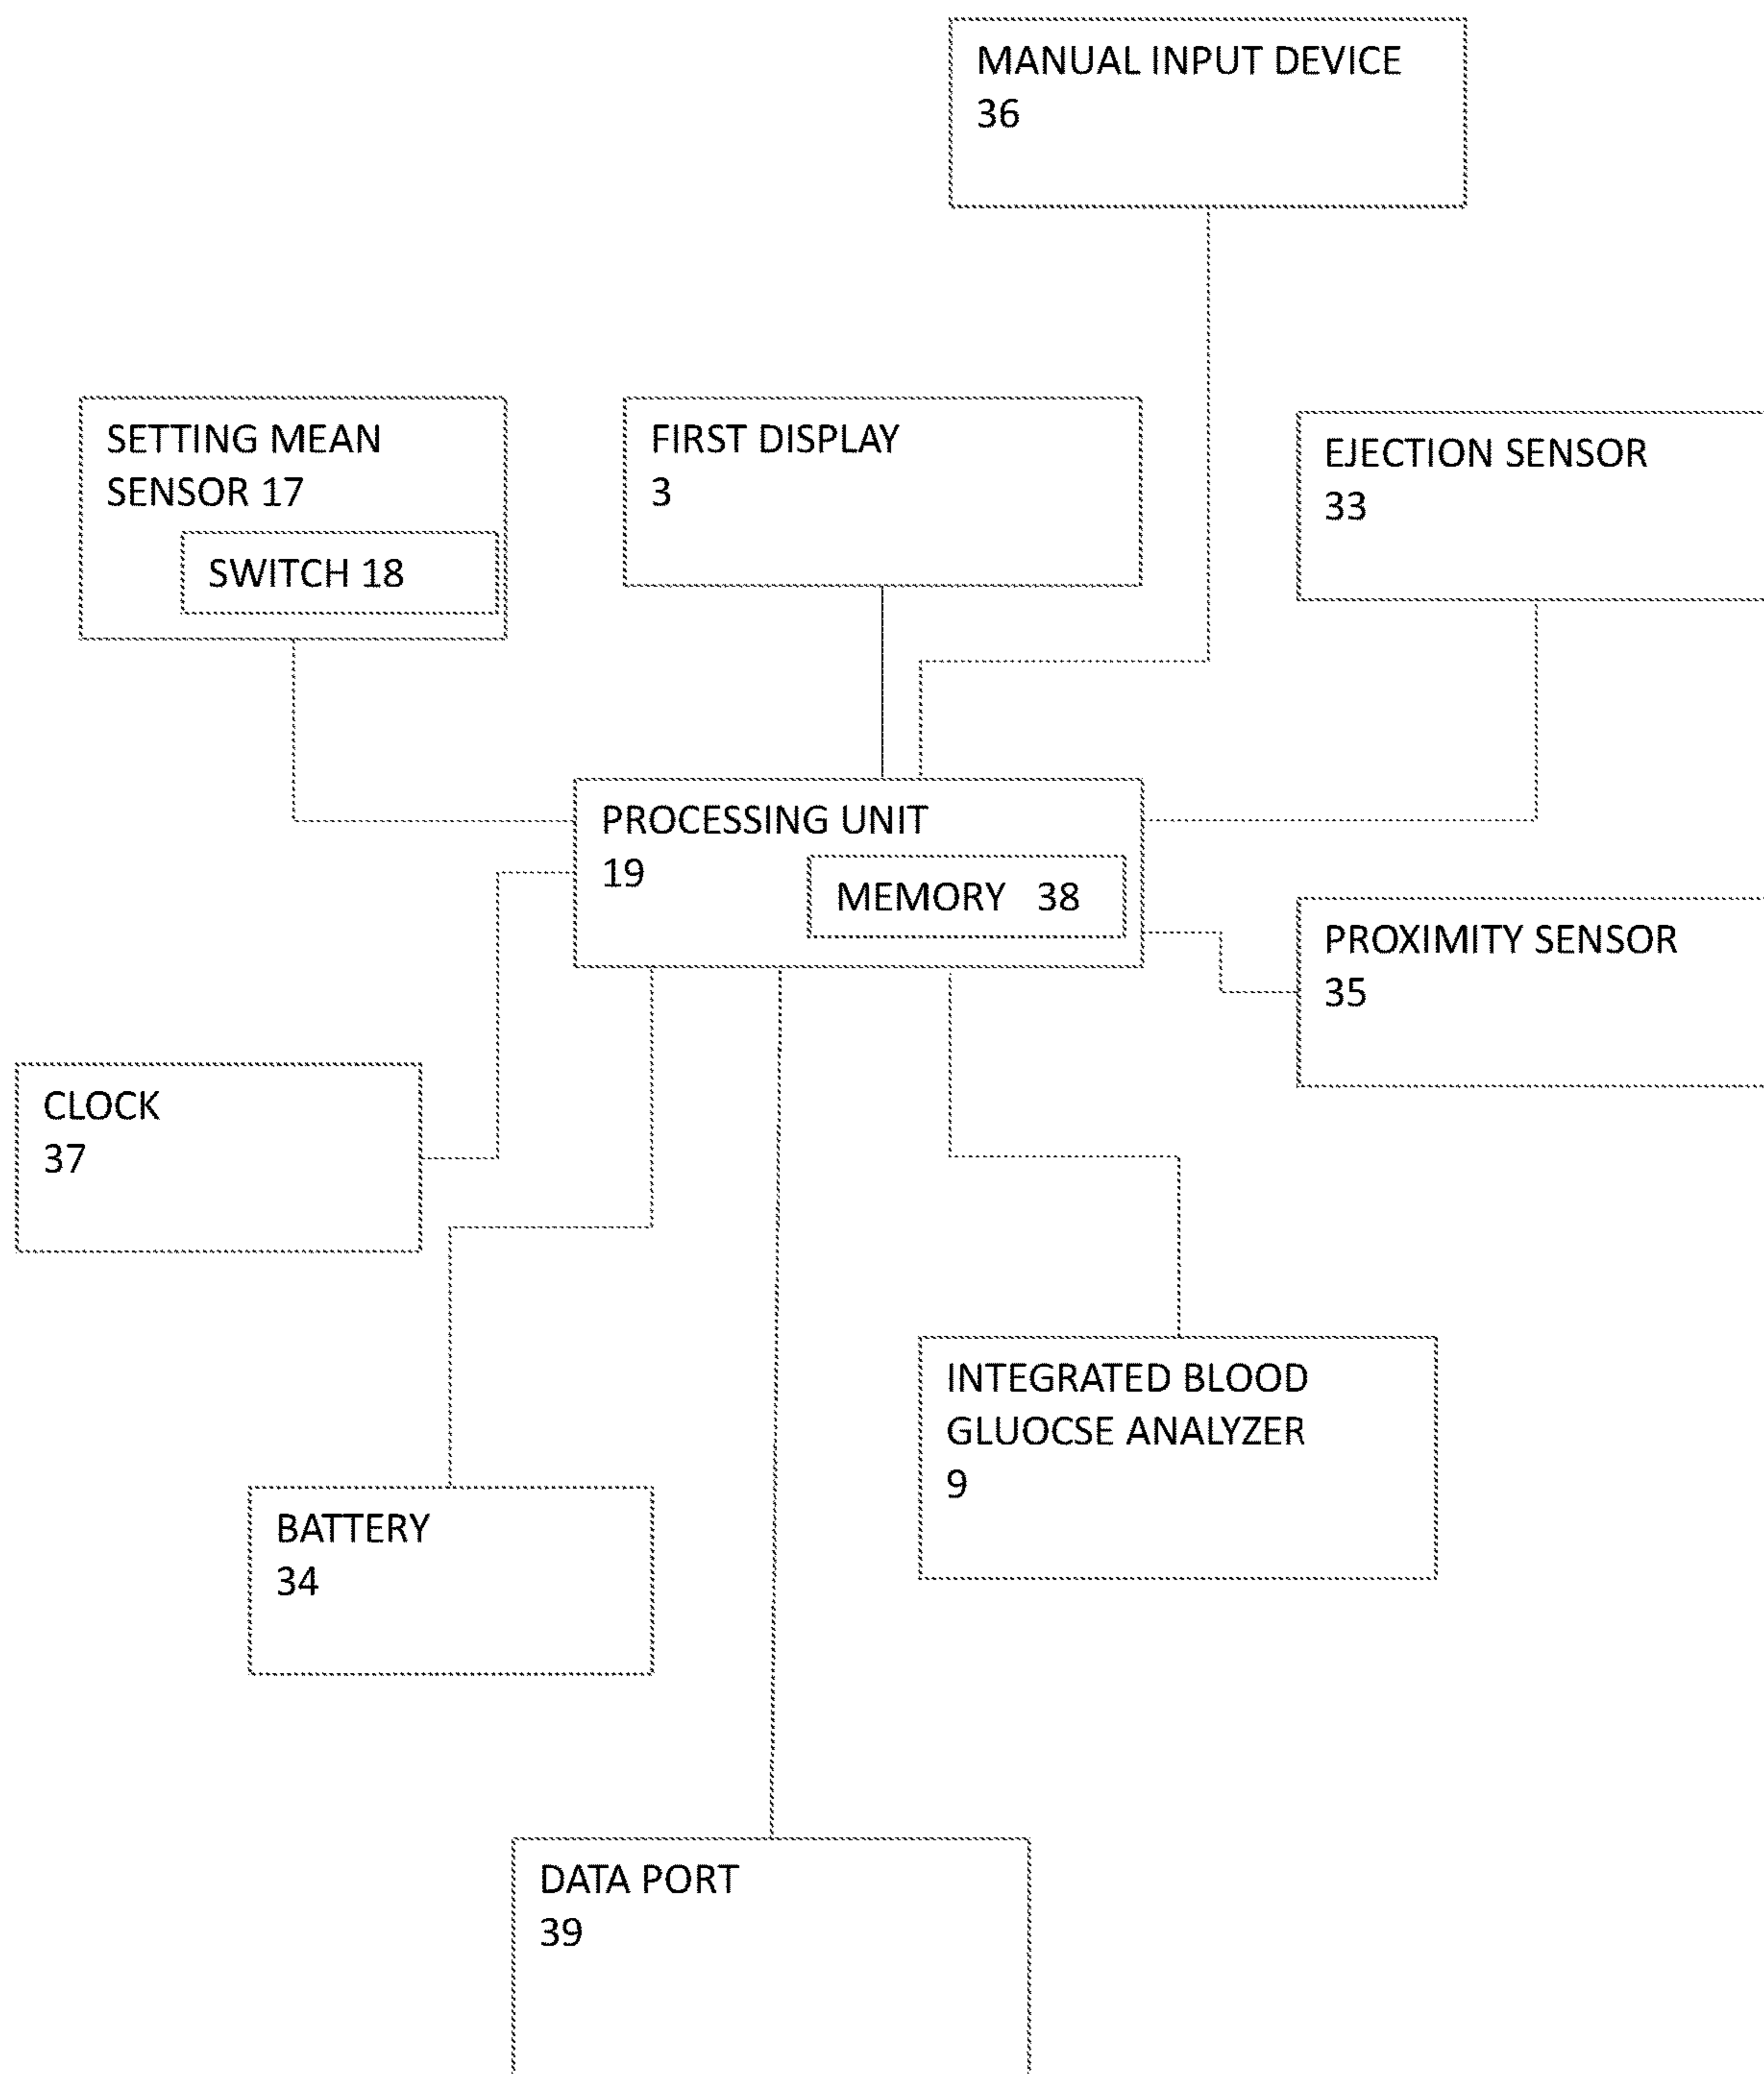 MANUAL INPUT DEVICE
36
SETTING MEAN
SENSOR 17
SWITCH 18
FIRST DISPLAY
3
EJECTION SENSOR
33
PROCESSING UNIT
19
MEMORY 38
PROXIMITY SENSOR
35
CLOCK
37
INTEGRATED BLOOD
GLUOCSE ANALYZER
9
BATTERY
34
DATA PORT
39